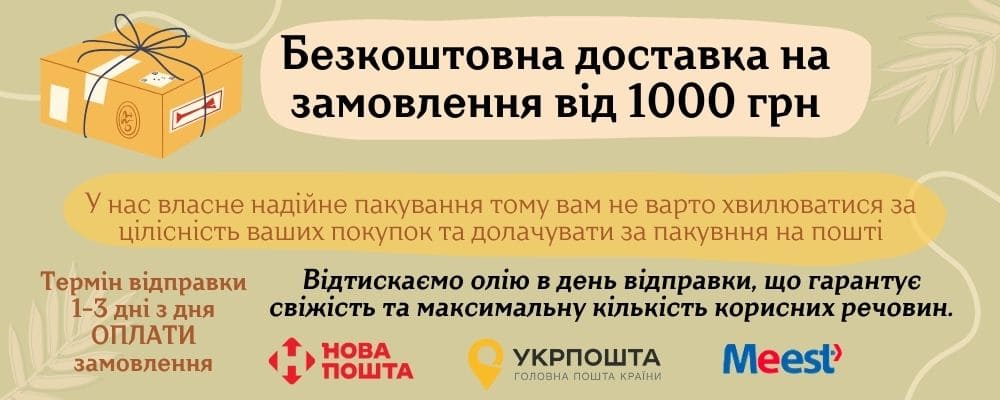 Безкоштовна доставка на
замовлення від 1000 грн
У нас власне надійне пакування тому вам не варто хвилюватися за
цілісність ваших покупок та долачувати за пакувння на пошті
Термін відправки
1-3 дні з дня
ОПЛАТИ
замовлення
Відтискаємо олію в день відправки, що гарантує
свіжість та максимальну кількість корисних речовин.
НОВА
ПОШТА
УКРПОШТА
ГОЛОВНА ПОШТА КРАЇНИ
Meest